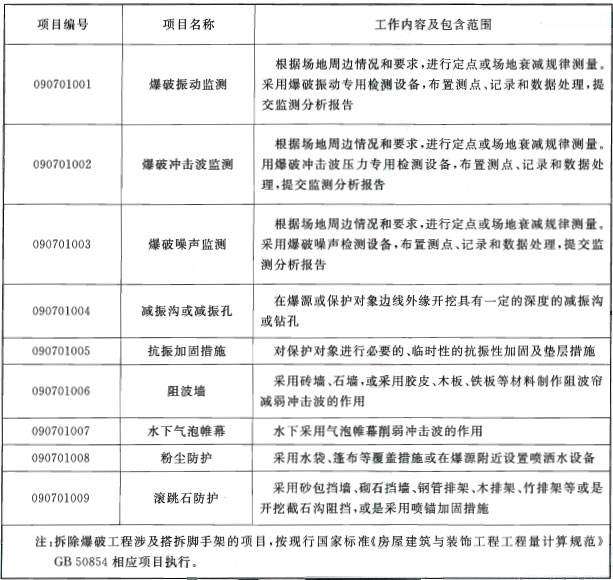 项目编号 项目名称 工作内容及包含范围
090701001 爆破振动监测 根据场地周边情况和要求,进行定点或场地衰减规律测量。
采用爆破振动专用检测设备,布置测点、记录和数据处理,提
交监测分析报告
090701002 爆破冲击波监测 根据场地周边情况和要求,进行定点或场地衰减规律测量。
用爆破冲击波压力专用检测设备,布置测点、记录和数据处
理,提交监测分析报告
090701003 爆破噪声监测 根据场地周边情况和要求,进行定点或场地衰减规律测量。
采用爆破噪声检测设备,布置测点、记录和数据处理,提交监
测分析报告
090701004 减振沟或减振孔 在爆源或保护对象边线外缘开挖具有一定的深度的减振沟
或钻孔
090701005 抗振加固措施 对保护对象进行必要的、临时性的抗振性加固及垫层措施
090701006 阻波墙 采用砖墙、石墙,或采用胶皮、木板、铁板等材料制作阻波帘
减弱冲击波的作用
090701007 水下气泡帷幕 水下采用气泡帷幕削弱冲击波的作用
090701008 粉尘防护 采用水袋、篷布等覆盖措施或在爆源附近设置喷洒水设备
090701009 滚跳石防护 采用砂包挡墙、砌石挡墙、钢管排架、木排架、竹排架等或是
开挖截石沟阻挡,或是采用喷锚加固措施
注:拆除爆破工程涉及搭拆脚手架的项目,按现行国家标准《房屋建筑与装饰工程工程量计算规范》
GB 50854 相应项目执行。